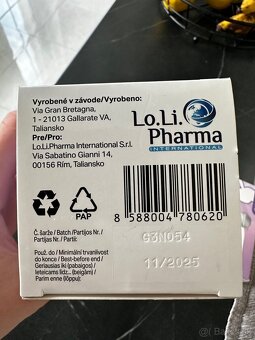 Vyrobené v závode/Vyrobeno:
Via Gran Bretagna,
1 - 21013 Gallarate VA,
Taliansko
Pre/Pro:
Lo.Li.Pharma International S.r.l.
Via Sabatino Gianni 14,
00156 Rím, Taliansko
Lo.Li.
Pharma
INTERNATIONAL
PAP
8 588004 780620
Č. šarže / Batch /Partijos Nr./
Partijas Nr./ Partii:
G3N054
Použ. do / Minimální trvanlivost
do konce / Best-before end /
Geriausias iki (pabaigos)
Ieteicams līdz... (beigām) /
Parim enne (lõppu):
11/2025